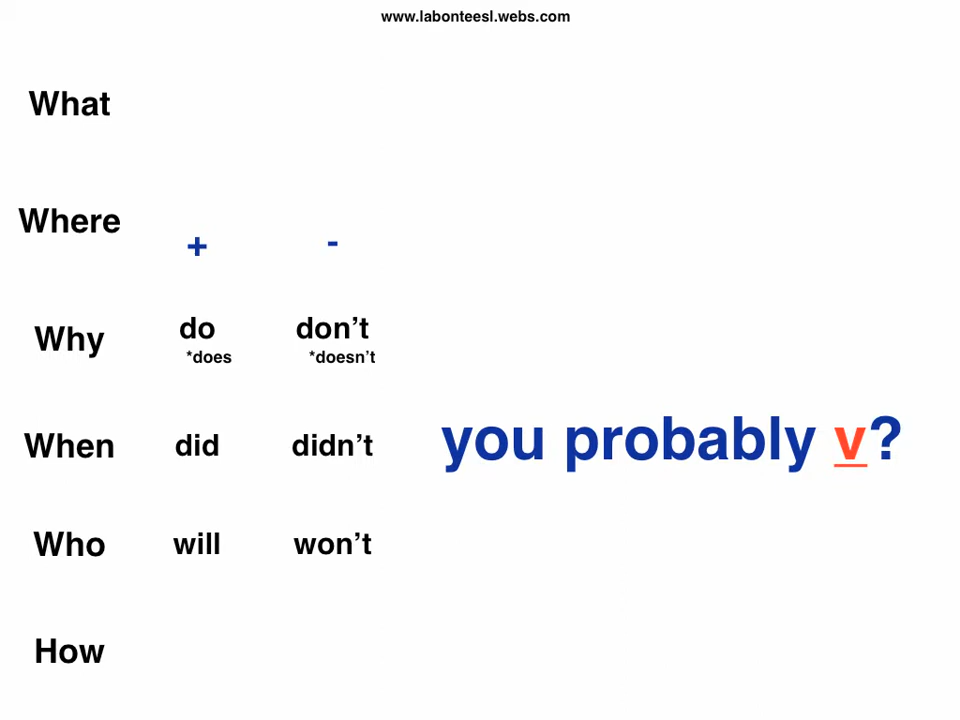 www.labonteesl.webs.com
What
Where
+ -
Why do don’t
*does *doesn’t
When did didn’t you probably v?
Who will won’t
How